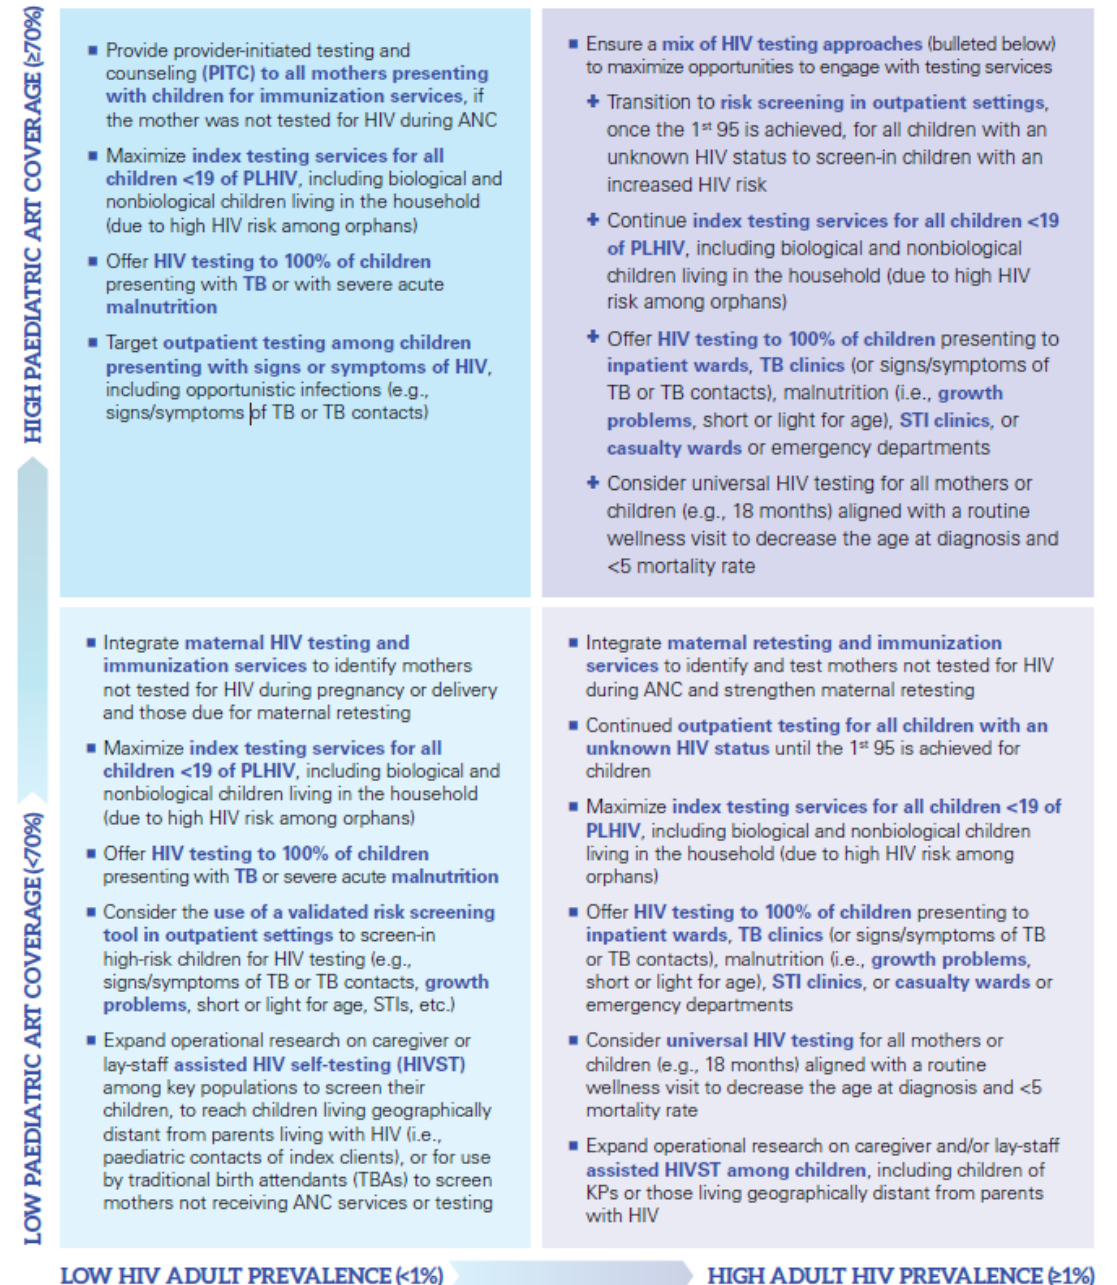 HIGH PAEDIATRIC ART COVERAGE (≥70%)
■ Provide provider-initiated testing and
counseling (PITC) to all mothers presenting
with children for immunization services, if
the mother was not tested for HIV during ANC
■ Maximize index testing services for all
children <19 of PLHIV, including biological and
nonbiological children living in the household
(due to high HIV risk among orphans)
■ Offer HIV testing to 100% of children
presenting with TB or with severe acute
malnutrition
■ Target outpatient testing among children
presenting with signs or symptoms of HIV,
including opportunistic infections (e.g.,
signs/symptoms of TB or TB contacts)
■ Ensure a mix of HIV testing approaches (bulleted below)
to maximize opportunities to engage with testing services
+ Transition to risk screening in outpatient settings,
once the 1st 95 is achieved, for all children with an
unknown HIV status to screen-in children with an
increased HIV risk
+ Continue index testing services for all children <19
of PLHIV, including biological and nonbiological
children living in the household (due to high HIV
risk among orphans)
+ Offer HIV testing to 100% of children presenting to
inpatient wards, TB clinics (or signs/symptoms of
TB or TB contacts), malnutrition (i.e., growth
problems, short or light for age), STI clinics, or
casualty wards or emergency departments
+ Consider universal HIV testing for all mothers or
children (e.g., 18 months) aligned with a routine
wellness visit to decrease the age at diagnosis and
<5 mortality rate
LOW PAEDIATRIC ART COVERAGE (<70%)
■ Integrate maternal HIV testing and
immunization services to identify mothers
not tested for HIV during pregnancy or delivery
and those due for maternal retesting
■ Maximize index testing services for all
children <19 of PLHIV, including biological and
nonbiological children living in the household
(due to high HIV risk among orphans)
■ Offer HIV testing to 100% of children
presenting with TB or severe acute malnutrition
■ Consider the use of a validated risk screening
tool in outpatient settings to screen-in
high-risk children for HIV testing (e.g.,
signs/symptoms of TB or TB contacts, growth
problems, short or light for age, STIs, etc.)
■ Expand operational research on caregiver or
lay-staff assisted HIV self-testing (HIVST)
among key populations to screen their
children, to reach children living geographically
distant from parents living with HIV (i.e.,
paediatric contacts of index clients), or for use
by traditional birth attendants (TBAs) to screen
mothers not receiving ANC services or testing
■ Integrate maternal retesting and immunization
services to identify and test mothers not tested for HIV
during ANC and strengthen maternal retesting
■ Continued outpatient testing for all children with an
unknown HIV status until the 1st 95 is achieved for
children
■ Maximize index testing services for all children <19 of
PLHIV, including biological and nonbiological children
living in the household (due to high HIV risk among
orphans)
■ Offer HIV testing to 100% of children presenting to
inpatient wards, TB clinics (or signs/symptoms of TB
or TB contacts), malnutrition (i.e., growth problems,
short or light for age), STI clinics, or casualty wards or
emergency departments
■ Consider universal HIV testing for all mothers or
children (e.g., 18 months) aligned with a routine
wellness visit to decrease the age at diagnosis and <5
mortality rate
■ Expand operational research on caregiver and/or lay-staff
assisted HIVST among children, including children of
KPs or those living geographically distant from parents
with HIV
LOW HIV ADULT PREVALENCE (<1%)
HIGH ADULT HIV PREVALENCE (≥1%)